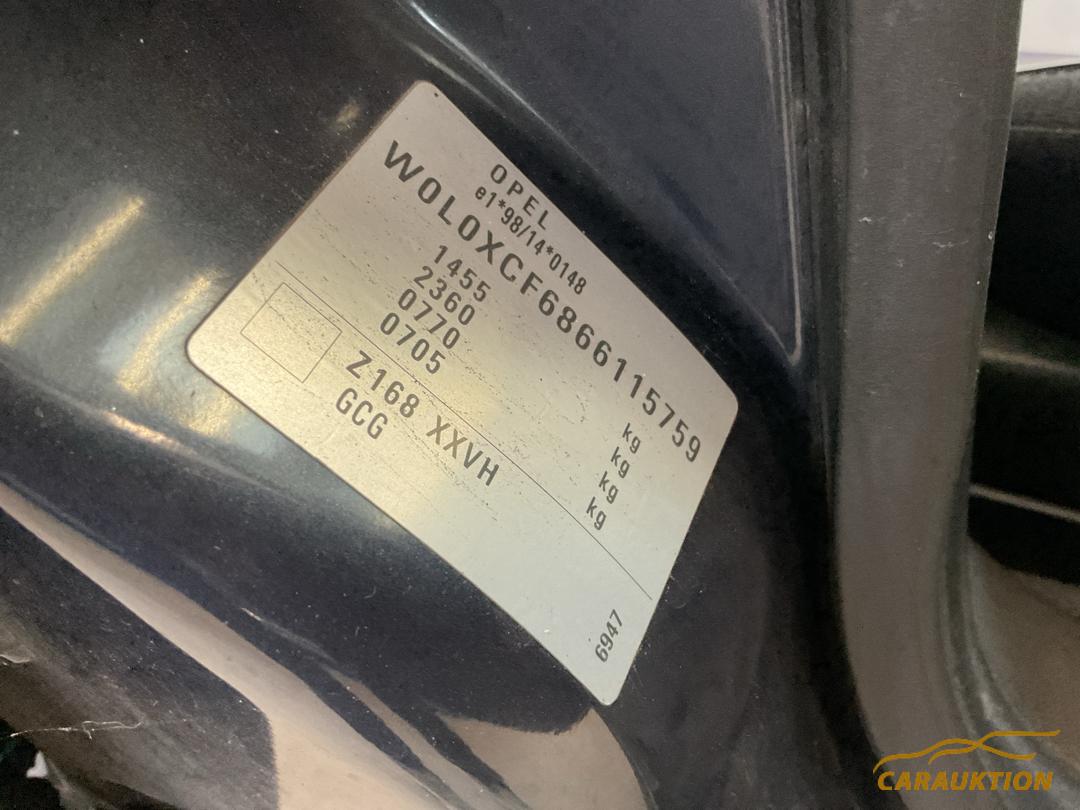 OPEL
e1*98/14*0148
W0L0XCF6866115759
1455 kg
2360 kg
0770 kg
0705 kg
Z168 XXVH
GCG
6947
CARAUKTION